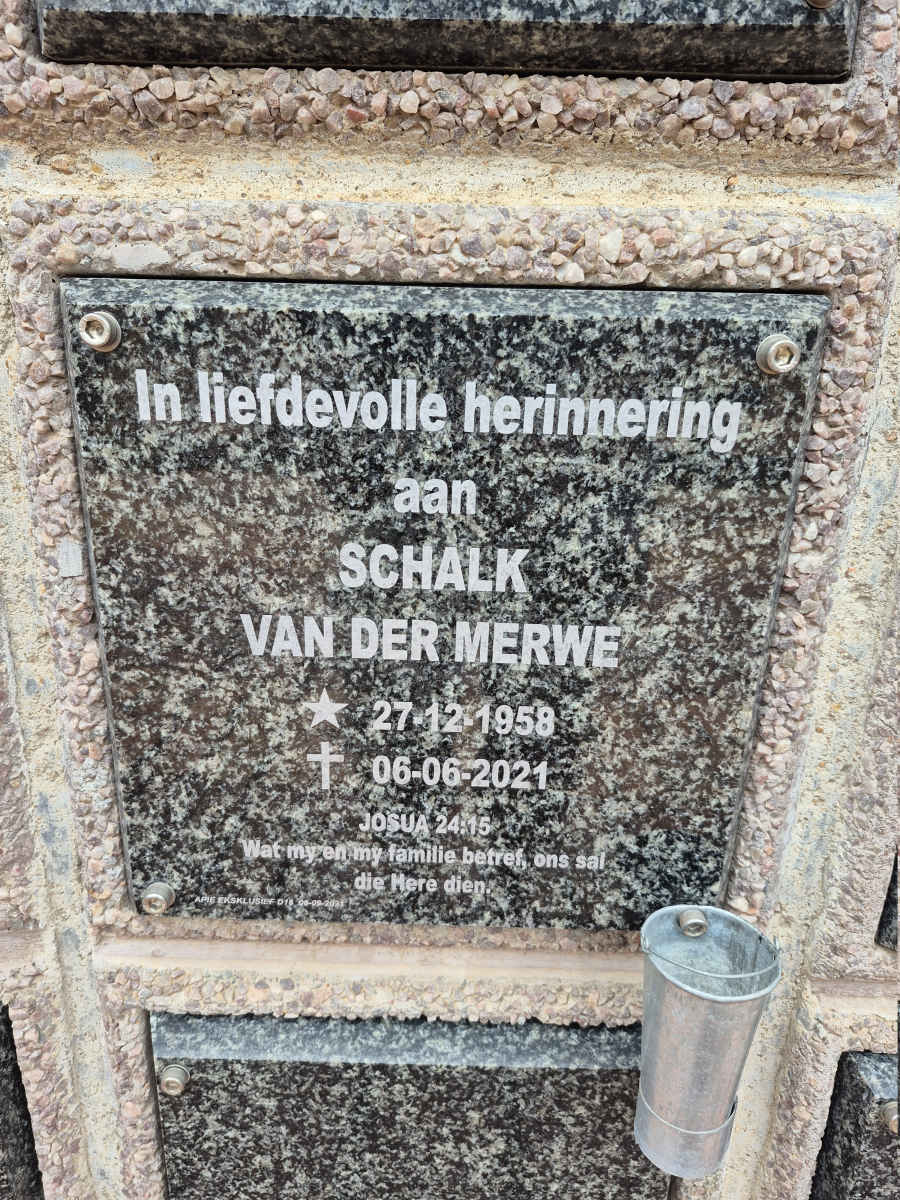 In liefdevolle herinnering
aan
SCHALK
VAN DER MERWE
27-12-1958
06-06-2021
JOSUA 24:15
Wat my en my familie betref, ons sal
die Here dien.
EKSKLUSIEF